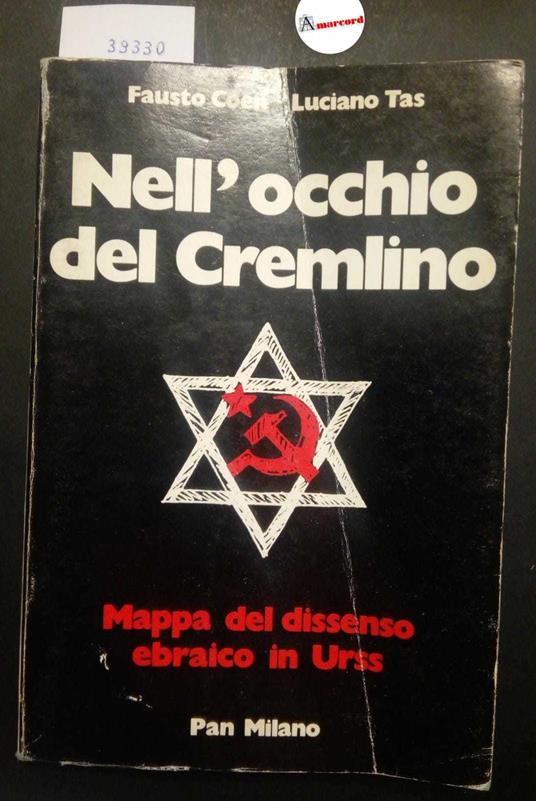 Amarcord
39330
Fausto Coen Luciano Tas
Nell'occhio
del Cremlino
Mappa del dissenso
ebraico in Urss
Pan Milano